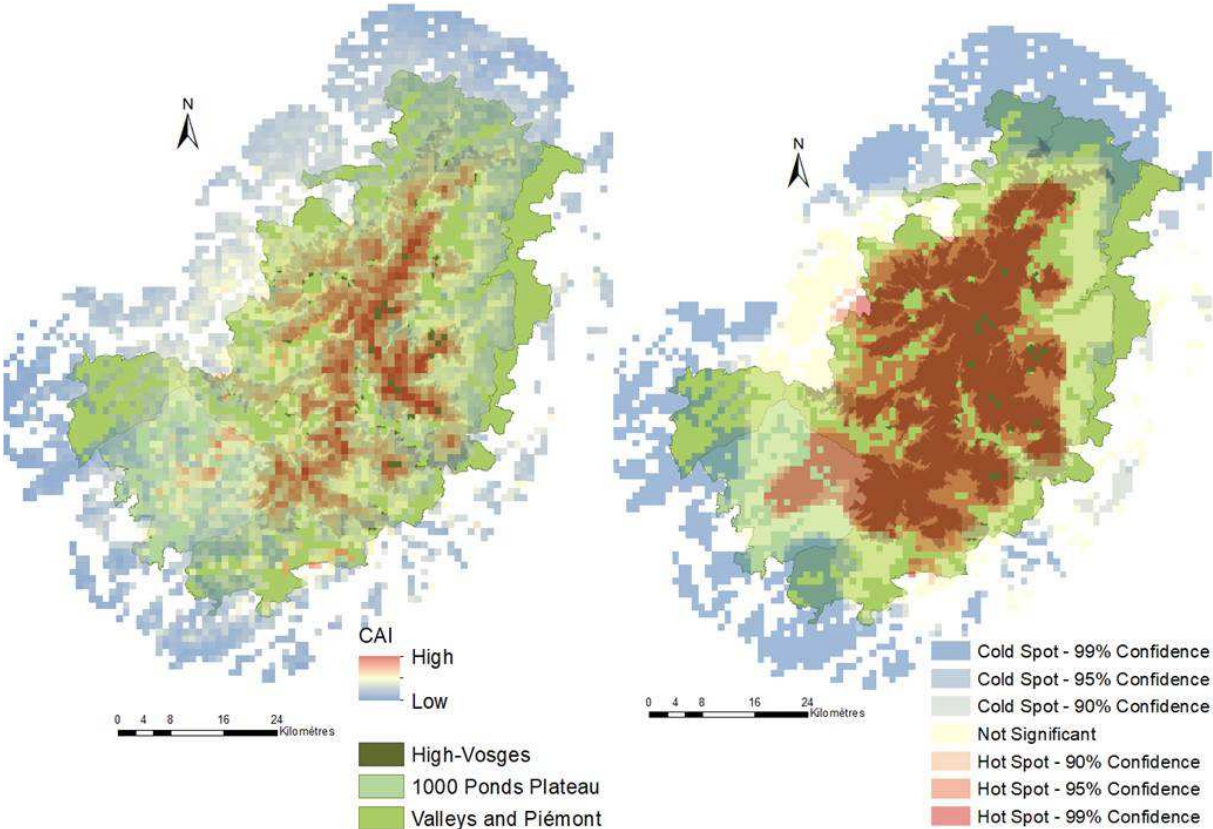 N
CAI
High
Low
0 4 8 16 24
Kilomètres
High-Vosges
1000 Ponds Plateau
Valleys and Piémont
N
0 4 8 16 24
Kilomètres
Cold Spot - 99% Confidence
Cold Spot - 95% Confidence
Cold Spot - 90% Confidence
Not Significant
Hot Spot - 90% Confidence
Hot Spot - 95% Confidence
Hot Spot - 99% Confidence